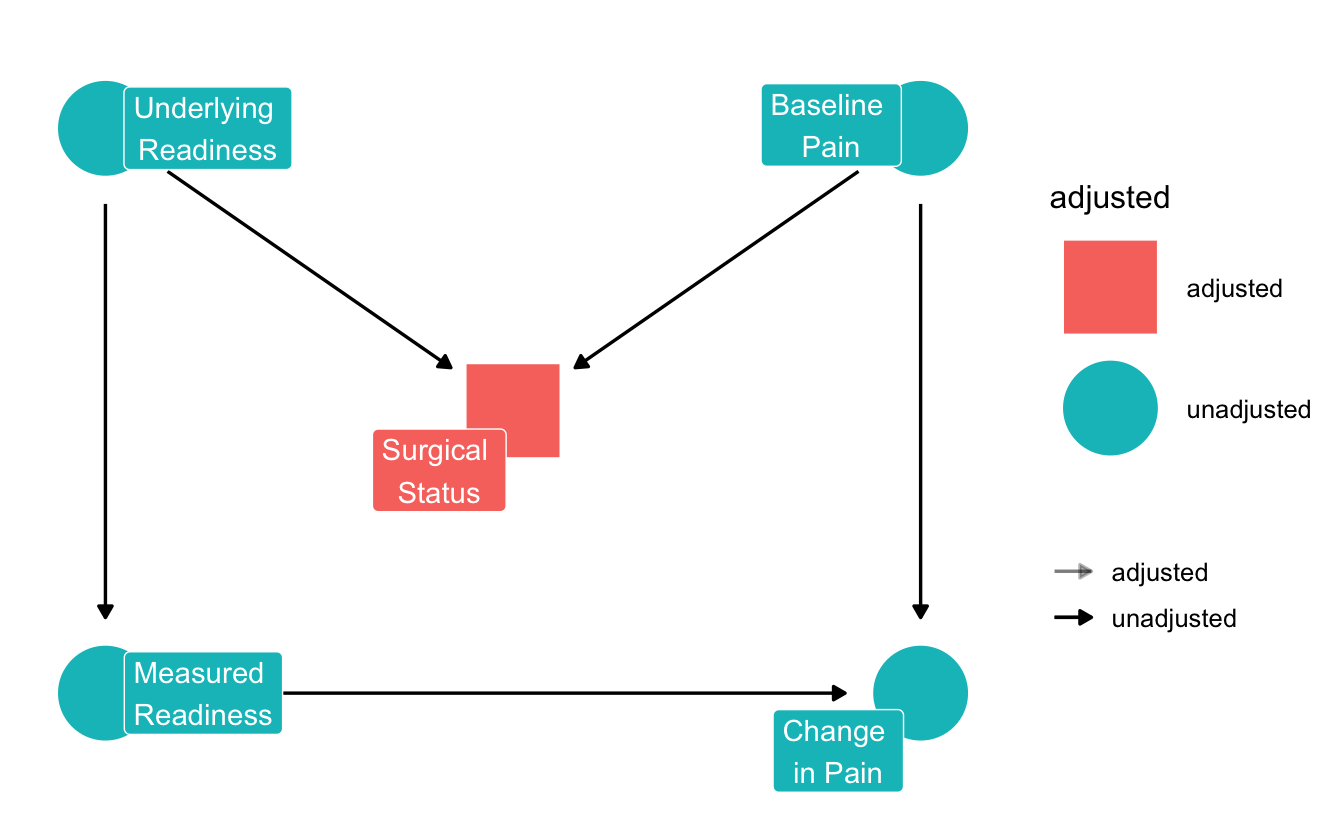 Underlying
Readiness
Baseline
Pain
adjusted
adjusted
unadjusted
Surgical
Status
adjusted
unadjusted
Measured
Readiness
Change
in Pain